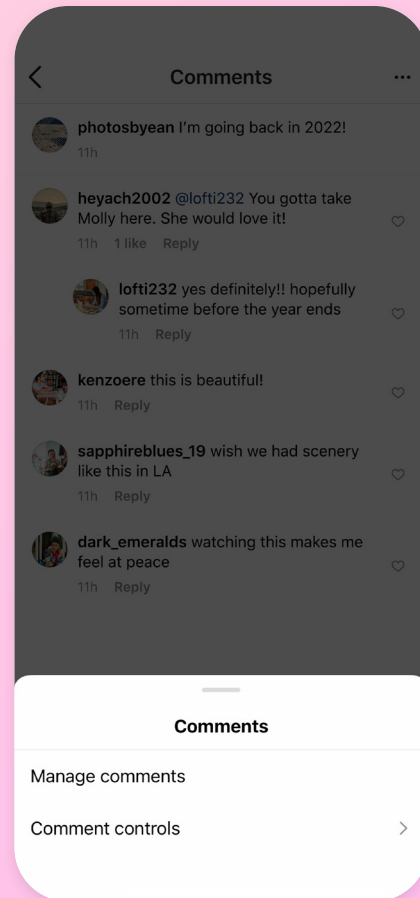 Comments
photosbyean I'm going back in 2022!
11h
heyach2002 @lofti232 You gotta take
Molly here. She would love it!
11h 1 like Reply
lofti232 yes definitely!! hopefully
sometime before the year ends
11h Reply
kenzoere this is beautiful!
11h Reply
sapphireblues_19 wish we had scenery
like this in LA
11h Reply
dark_emeralds watching this makes me
feel at peace
11h Reply
Comments
Manage comments
Comment controls